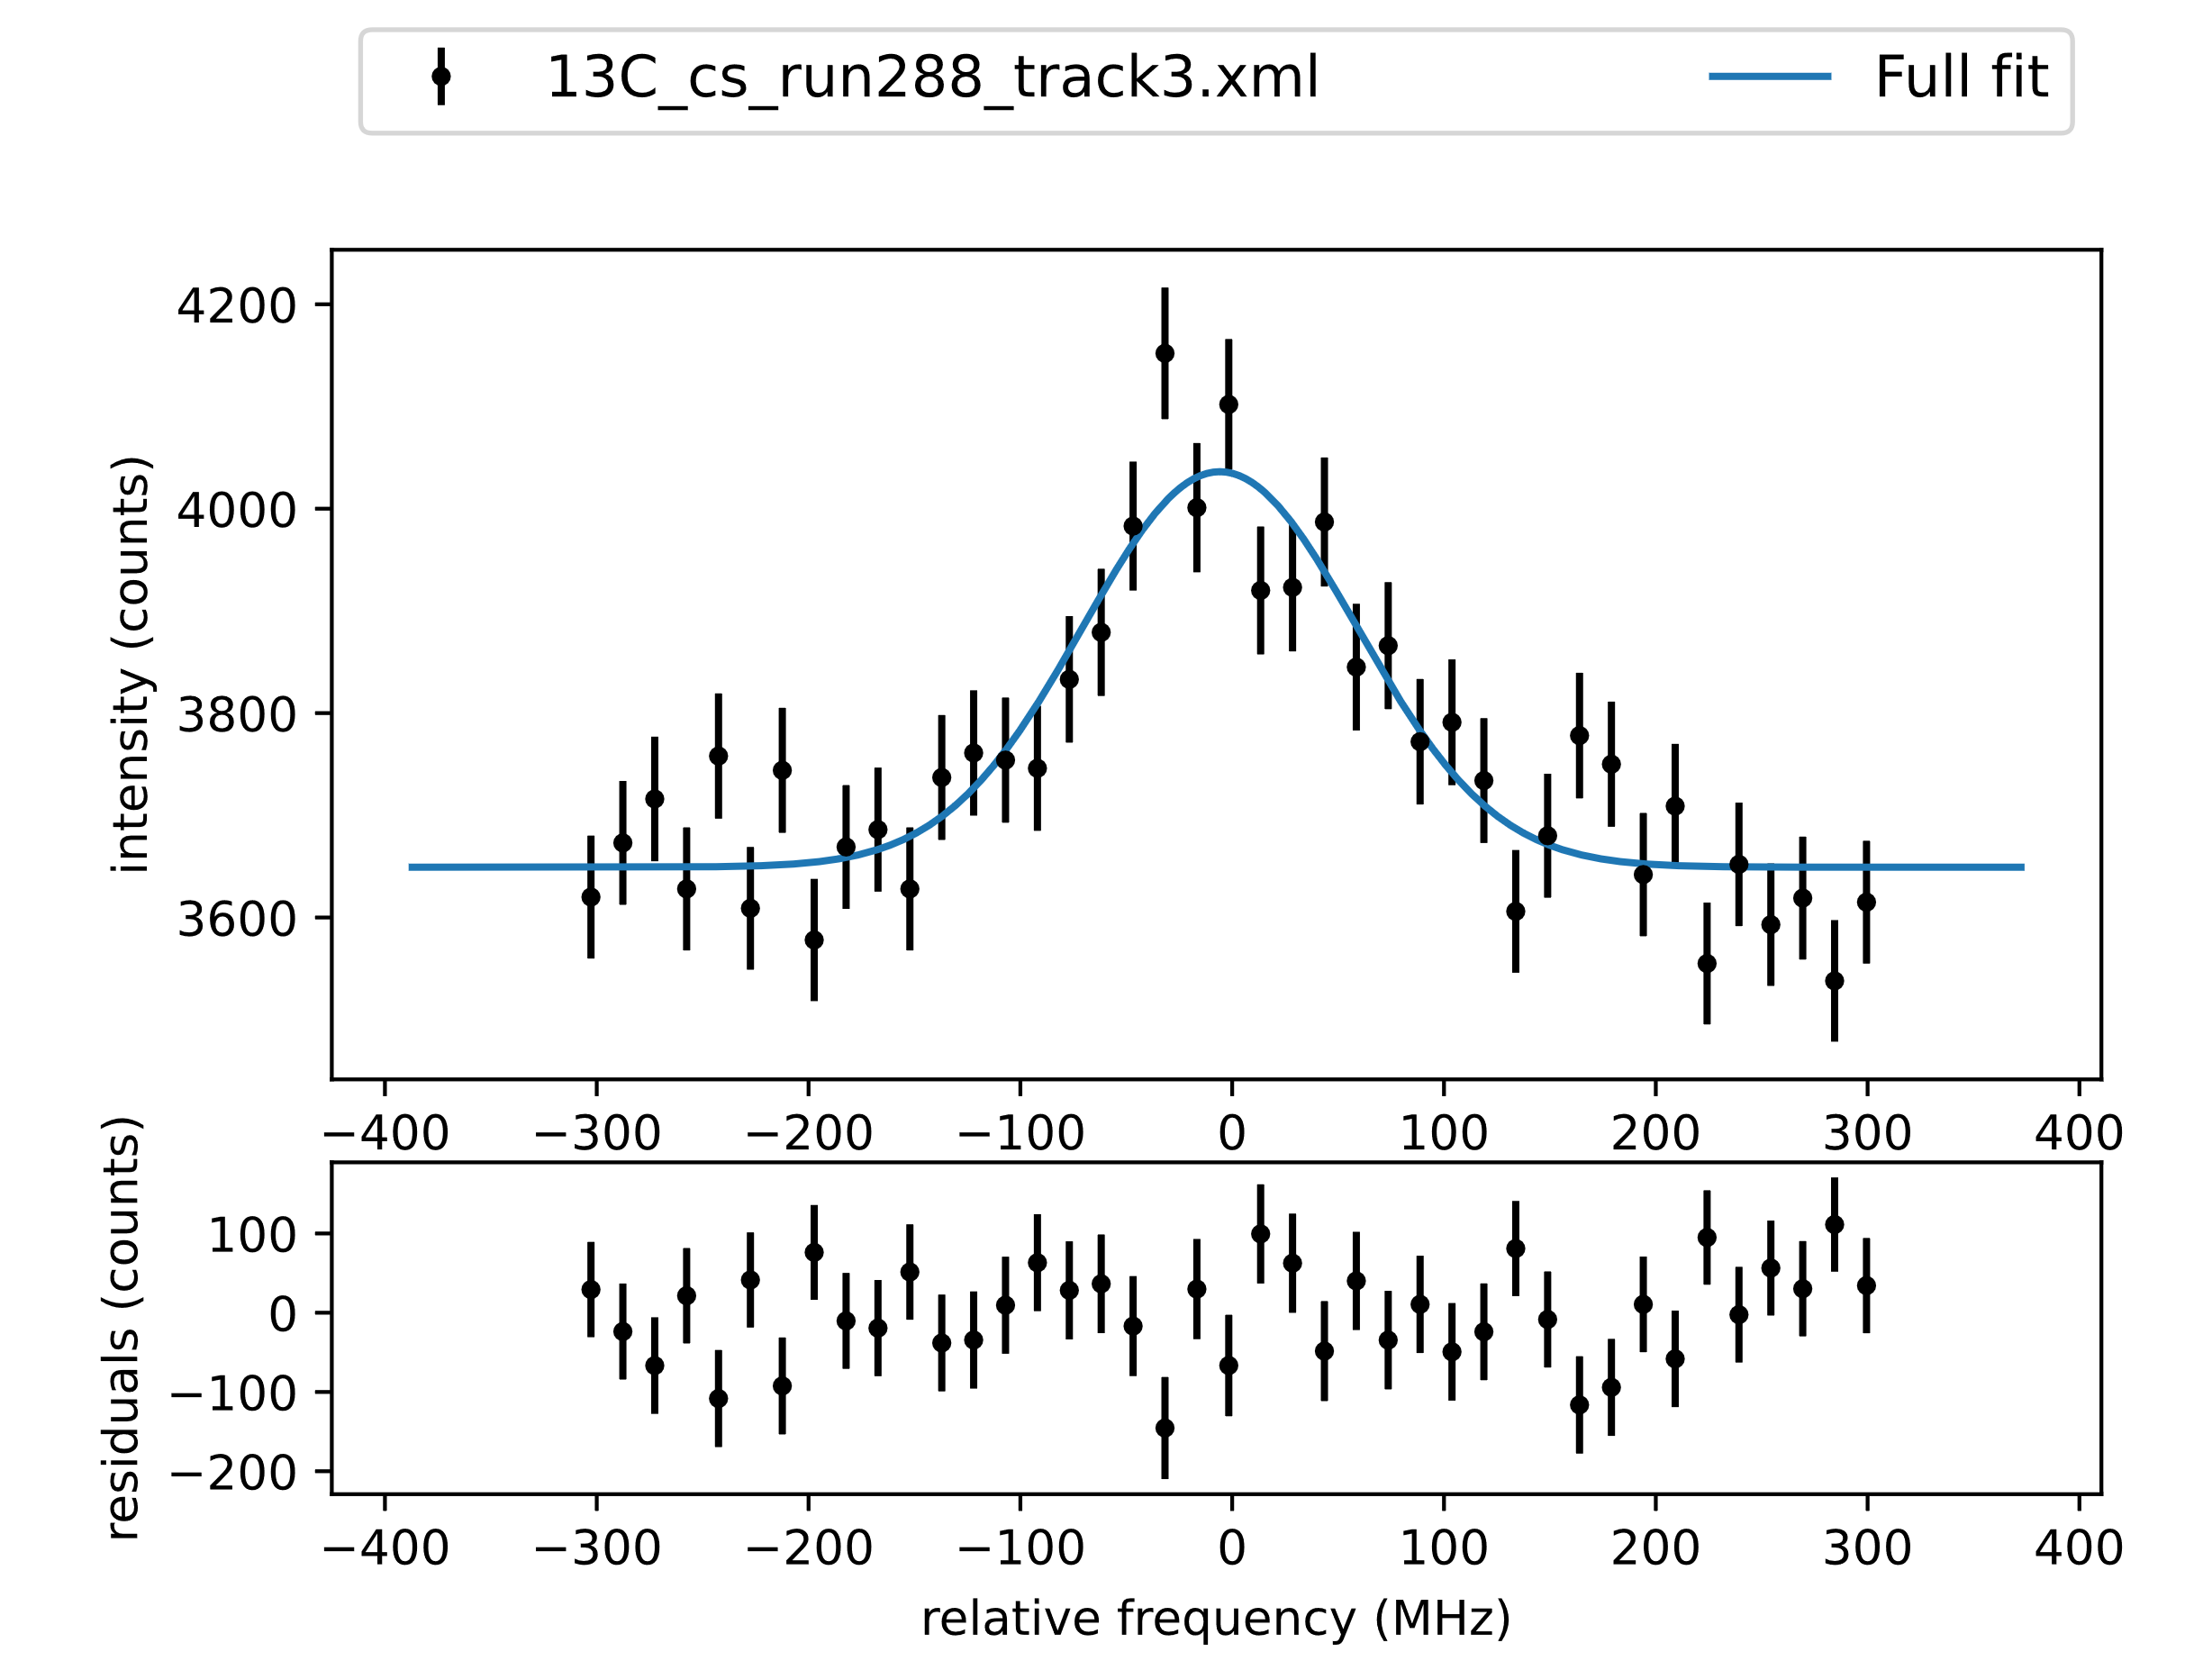 13C_cs_run288_track3.xml Full fit
intensity (counts)
4200
4000
3800
3600
−400 −300 −200 −100 0 100 200 300 400
residuals (counts)
100
0
−100
−200
−400 −300 −200 −100 0 100 200 300 400
relative frequency (MHz)